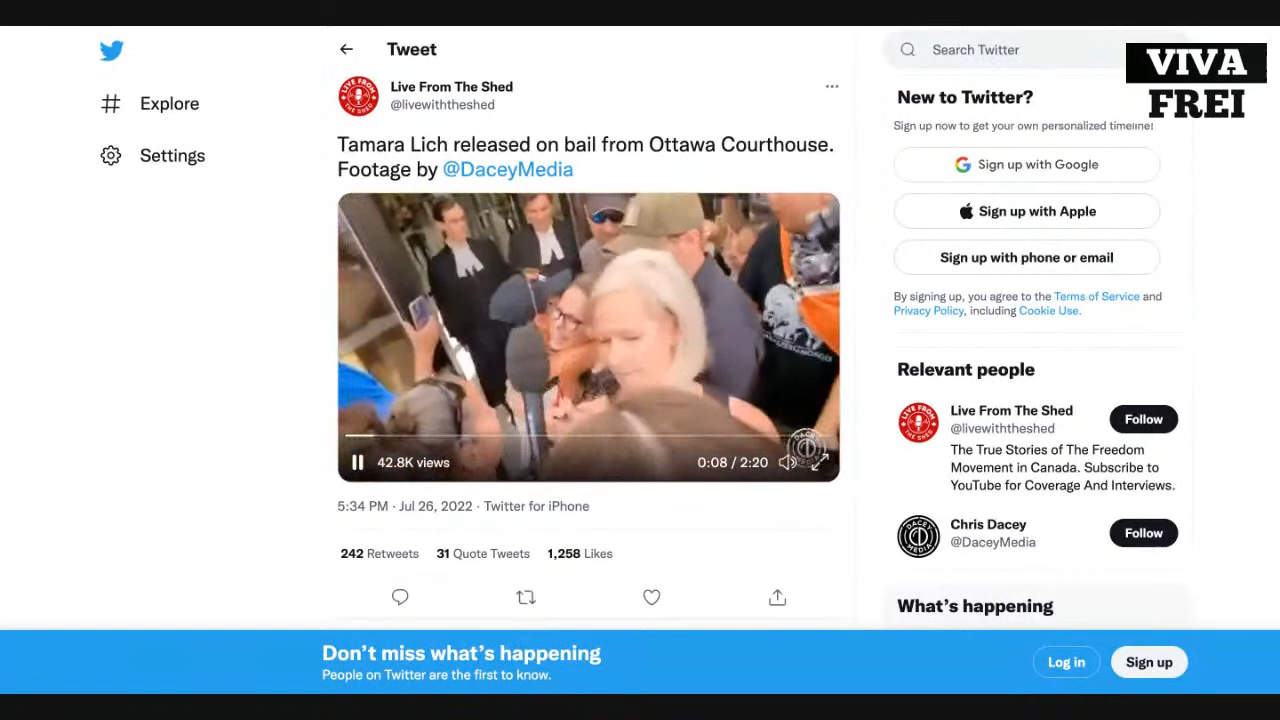 Explore
Settings
Tweet
Live From The Shed
@livewiththeshed
Tamara Lich released on bail from Ottawa Courthouse.
Footage by @DaceyMedia
42.8K views
0:08 / 2:20
5:34 PM · Jul 26, 2022 · Twitter for iPhone
242 Retweets 31 Quote Tweets 1,258 Likes
Search Twitter
VIVA
FREI
New to Twitter?
Sign up now to get your own personalized timeline!
Sign up with Google
Sign up with Apple
Sign up with phone or email
By signing up, you agree to the Terms of Service and
Privacy Policy, including Cookie Use.
Relevant people
LIVE FROM
THE SHED
Live From The Shed
@livewiththeshed
Follow
The True Stories of The Freedom
Movement in Canada. Subscribe to
YouTube for Coverage And Interviews.
DACEY
MEDIA
Chris Dacey
@DaceyMedia
Follow
What's happening
Don't miss what's happening
People on Twitter are the first to know.
Log in
Sign up